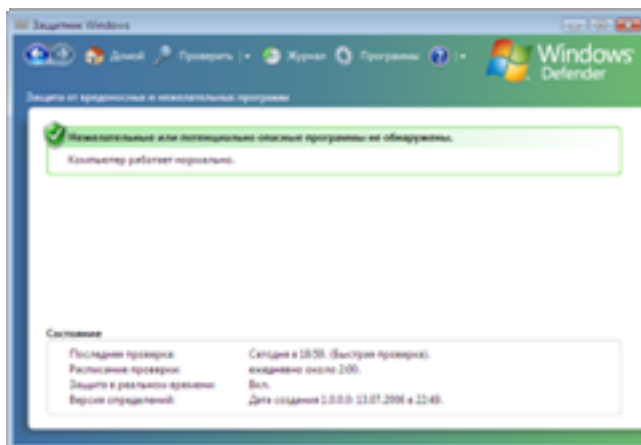 Защитник Windows
Домой Проверить Журнал Программы
Windows Defender
Защита от вредоносных и нежелательных программ
Нежелательные или потенциально опасные программы не обнаружены.
Компьютер работает нормально.
Состояние
Последняя проверка: Сегодня в 18:59. (Быстрая проверка).
Расписание проверки: ежедневно около 2:00.
Защита в реальном времени: Вкл.
Версия определений: Дата создания 1.0.0.0: 13.07.2006 в 22:49.